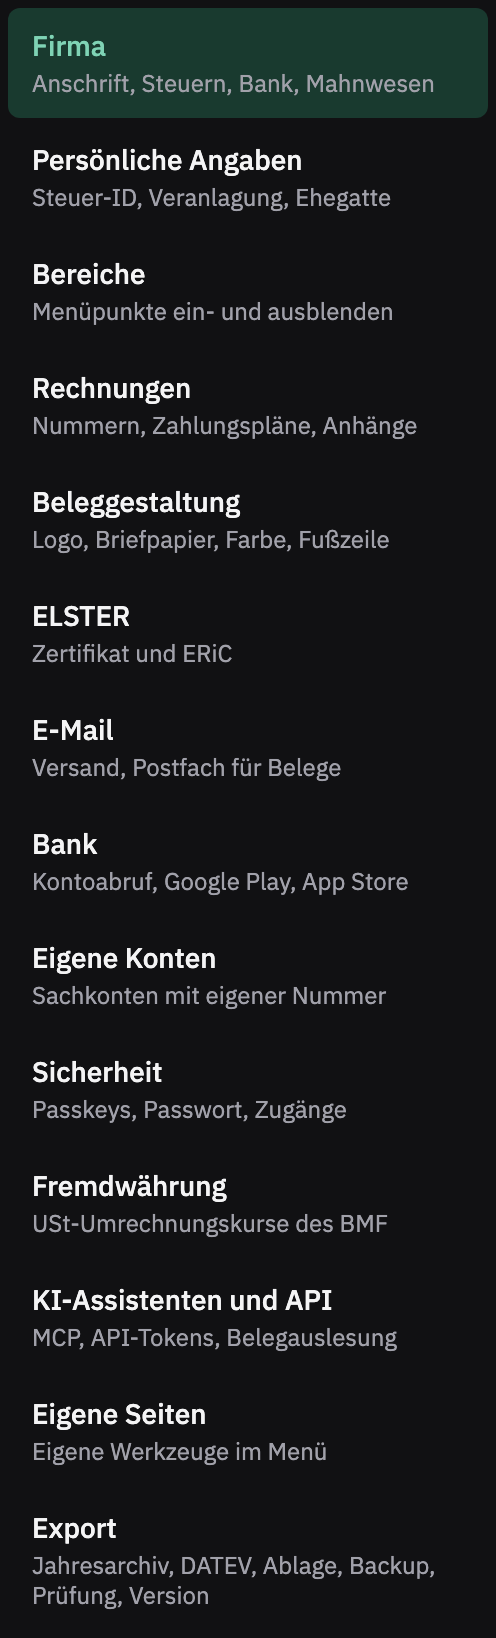 Firma
Anschrift, Steuern, Bank, Mahnwesen
Persönliche Angaben
Steuer-ID, Veranlagung, Ehegatte
Bereiche
Menüpunkte ein- und ausblenden
Rechnungen
Nummern, Zahlungspläne, Anhänge
Beleggestaltung
Logo, Briefpapier, Farbe, Fußzeile
ELSTER
Zertifikat und ERiC
E-Mail
Versand, Postfach für Belege
Bank
Kontoabruf, Google Play, App Store
Eigene Konten
Sachkonten mit eigener Nummer
Sicherheit
Passkeys, Passwort, Zugänge
Fremdwährung
USt-Umrechnungskurse des BMF
KI-Assistenten und API
MCP, API-Tokens, Belegauslesung
Eigene Seiten
Eigene Werkzeuge im Menü
Export
Jahresarchiv, DATEV, Ablage, Backup,
Prüfung, Version